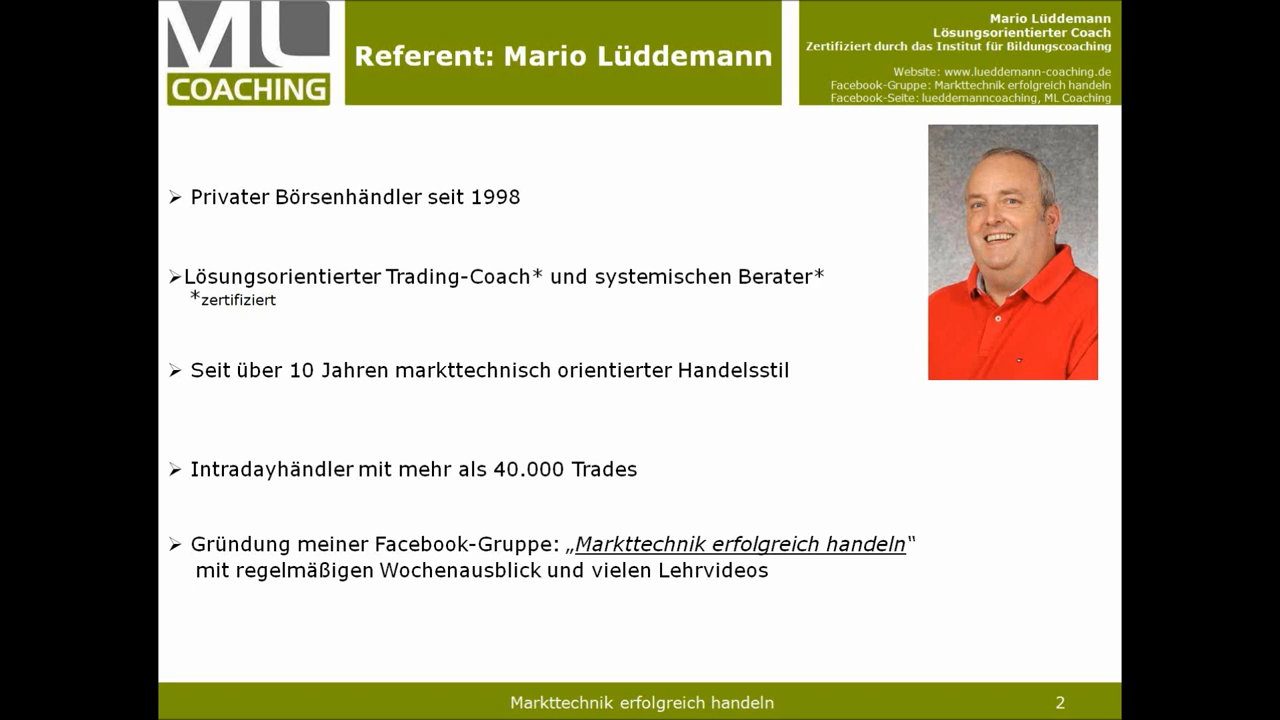 ML
COACHING
Referent: Mario Lüddemann
Mario Lüddemann
Lösungsorientierter Coach
Zertifiziert durch das Institut für Bildungscoaching
Website: www.lueddemann-coaching.de
Facebook-Gruppe: Markttechnik erfolgreich handeln
Facebook-Seite: lueddemanncoaching, ML Coaching
➢ Privater Börsenhändler seit 1998
➢Lösungsorientierter Trading-Coach* und systemischen Berater*
*zertifiziert
➢ Seit über 10 Jahren markttechnisch orientierter Handelsstil
➢ Intradayhändler mit mehr als 40.000 Trades
➢ Gründung meiner Facebook-Gruppe: „Markttechnik erfolgreich handeln“
mit regelmäßigen Wochenausblick und vielen Lehrvideos
Markttechnik erfolgreich handeln
2